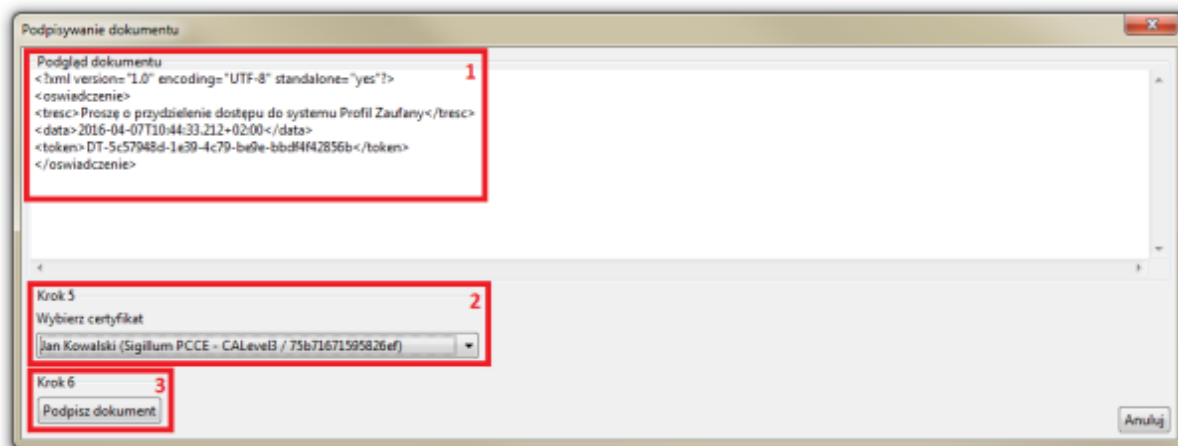 Podpisywanie dokumentu
Podgląd dokumentu
1
<?xml version="1.0" encoding="UTF-8" standalone="yes"?>
<oswiadczenie>
<tresc>Proszę o przydzielenie dostępu do systemu Profil Zaufany</tresc>
<data>2016-04-07T10:44:33.212+02:00</data>
<token>DT-5c57948d-1e39-4c79-be9e-bbdf4f42856b</token>
</oswiadczenie>
Krok 5
2
Wybierz certyfikat
Jan Kowalski (Sigillum PCCE - CALevel3 / 75b71671595826ef)
Krok 6
3
Podpisz dokument
Anuluj